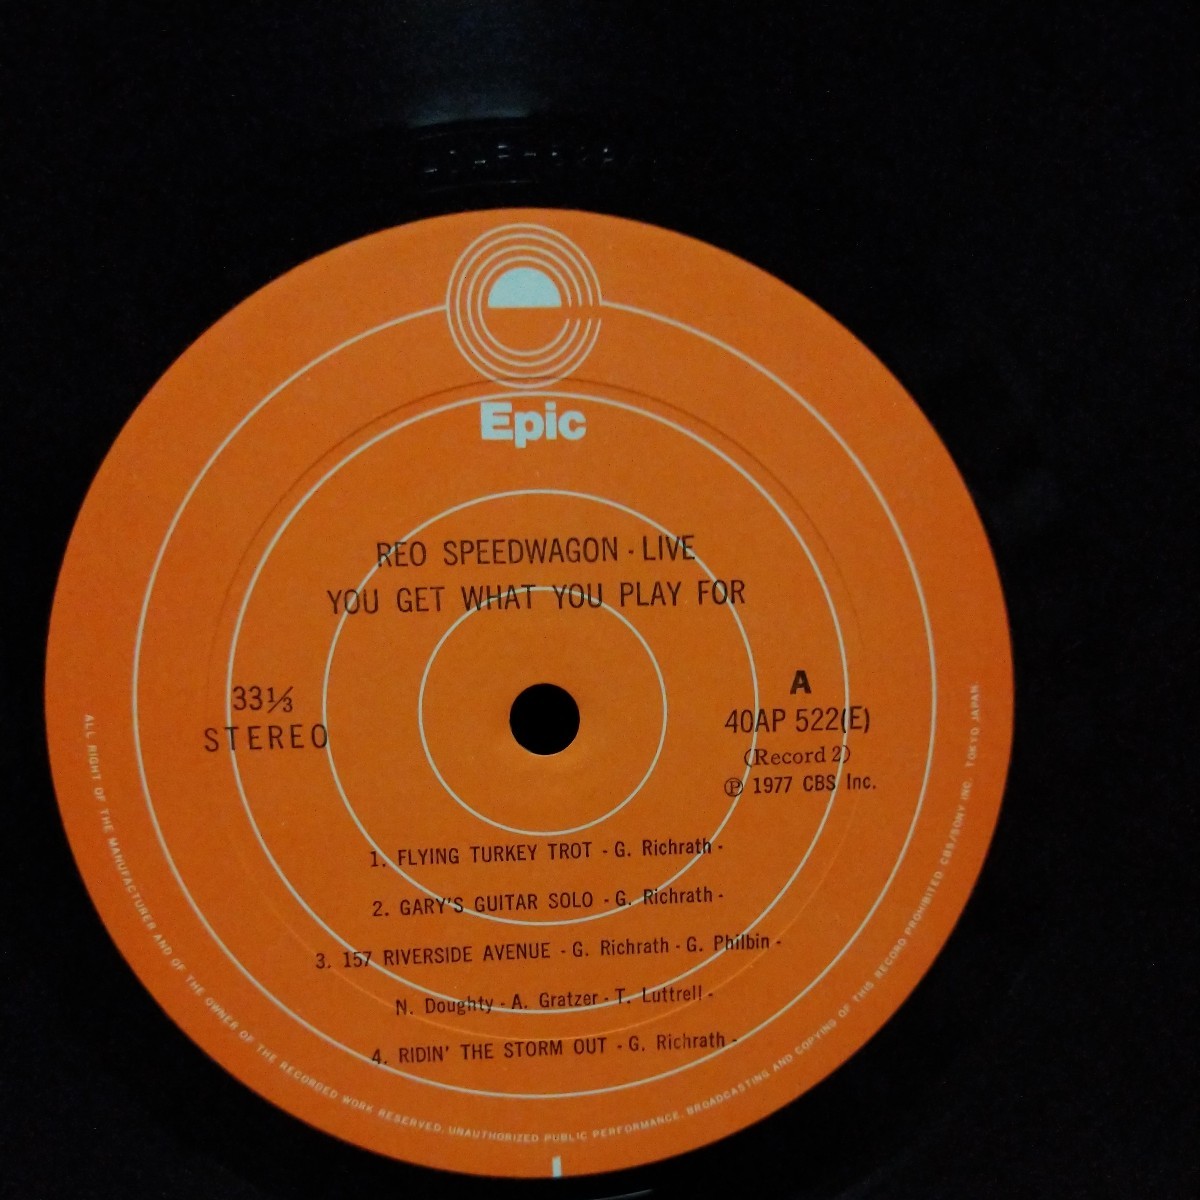 Epic
REO SPEEDWAGON · LIVE
YOU GET WHAT YOU PLAY FOR
33⅓
STEREO
A
40AP 522(E)
(Record 2)
Ⓟ 1977 CBS Inc.
1. FLYING TURKEY TROT - G. Richrath -
2. GARY'S GUITAR SOLO - G. Richrath -
3. 157 RIVERSIDE AVENUE - G. Richrath - G. Philbin -
N. Doughty - A. Gratzer - T. Luttrell -
4. RIDIN' THE STORM OUT - G. Richrath -
ALL RIGHT OF THE MANUFACTURER AND OF THE OWNER OF THE RECORDED WORK RESERVED. UNAUTHORIZED PUBLIC PERFORMANCE, BROADCASTING AND COPYING OF THIS RECORD PROHIBITED. CBS/SONY INC. TOKYO JAPAN.